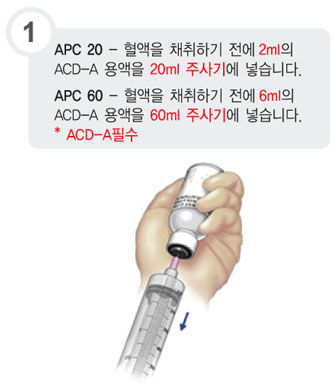 1
APC 20 - 혈액을 채취하기 전에 2ml의
ACD-A 용액을 20ml 주사기에 넣습니다.
APC 60 - 혈액을 채취하기 전에 6ml의
ACD-A 용액을 60ml 주사기에 넣습니다.
* ACD-A필수